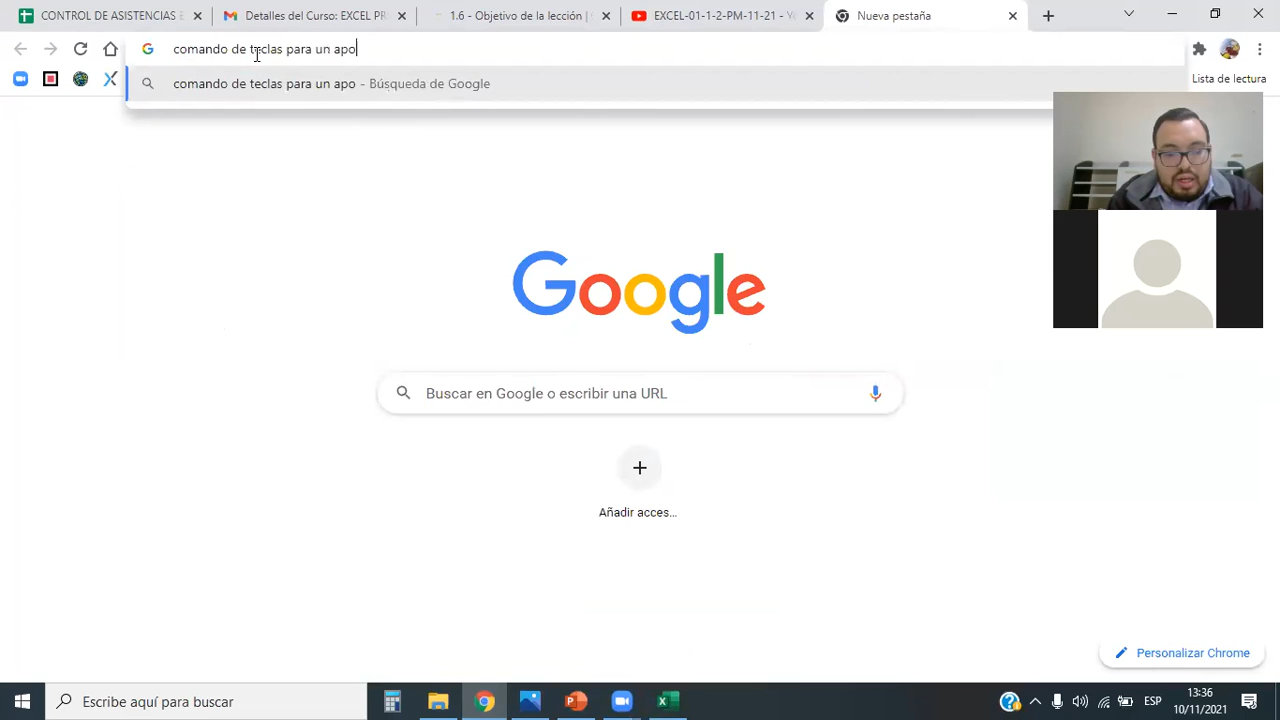 CONTROL DE ASISTENCIAS E
Detalles del Curso: EXCEL PR
1.6 - Objetivo de la lección | 
EXCEL-01-1-
PM-11-21 - 
Nueva pestaña
comando de teclas para un apo
comando de teclas para un apo - Búsqueda de Google
Lista de lectura
Google
Buscar en Google o escribir una URL
Añadir acces...
Personalizar Chrome
Escribe aquí para buscar
ESP
13:36
10/11/2021